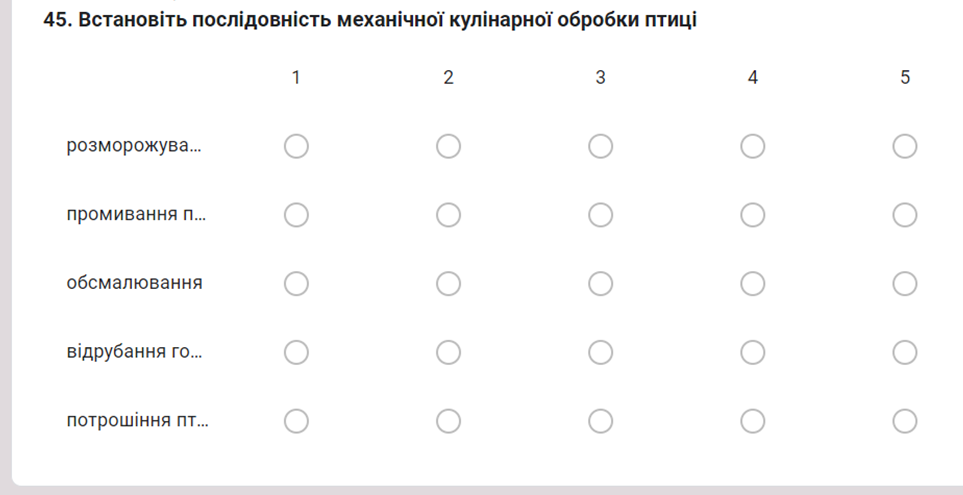 45. Встановіть послідовність механічної кулінарної обробки птиці
1 2 3 4 5
розморожува...
промивання п...
обсмалювання
відрубання го...
потрошіння пт...